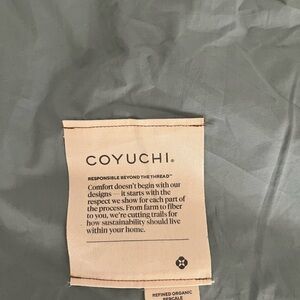 COYUCHI®
RESPONSIBLE BEYOND THE THREAD™
Comfort doesn't begin with our
designs — it starts with the
respect we show for each part
of the process. From farm to fiber
to you, we're cutting trails for
how sustainability should live
within your home.
REFINED ORGANIC
PERCALE